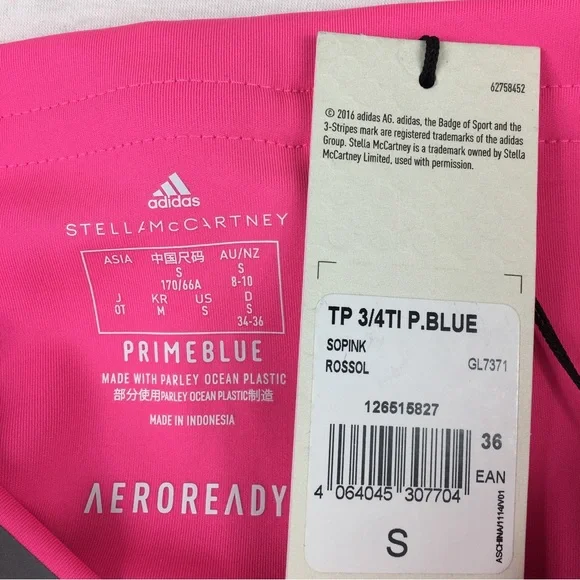 adidas
STELLA McCARTNEY
ASIA 中国尺码 AU/NZ
S S
170/66A 8-10
J KR US D
OT M S S
34-36
PRIMEBLUE
MADE WITH PARLEY OCEAN PLASTIC
部分使用PARLEY OCEAN PLASTIC制造
MADE IN INDONESIA
AEROREADY
62758452
© 2016 adidas AG. adidas, the Badge of Sport and the
3-Stripes mark are registered trademarks of the adidas
Group. Stella McCartney is a trademark owned by Stella
McCartney Limited, used with permission.
TP 3/4TI P.BLUE
SOPINK
ROSSOL GL7371
126515827
36
EAN
4 064045 307704
S
ASCHINA/1114/V01